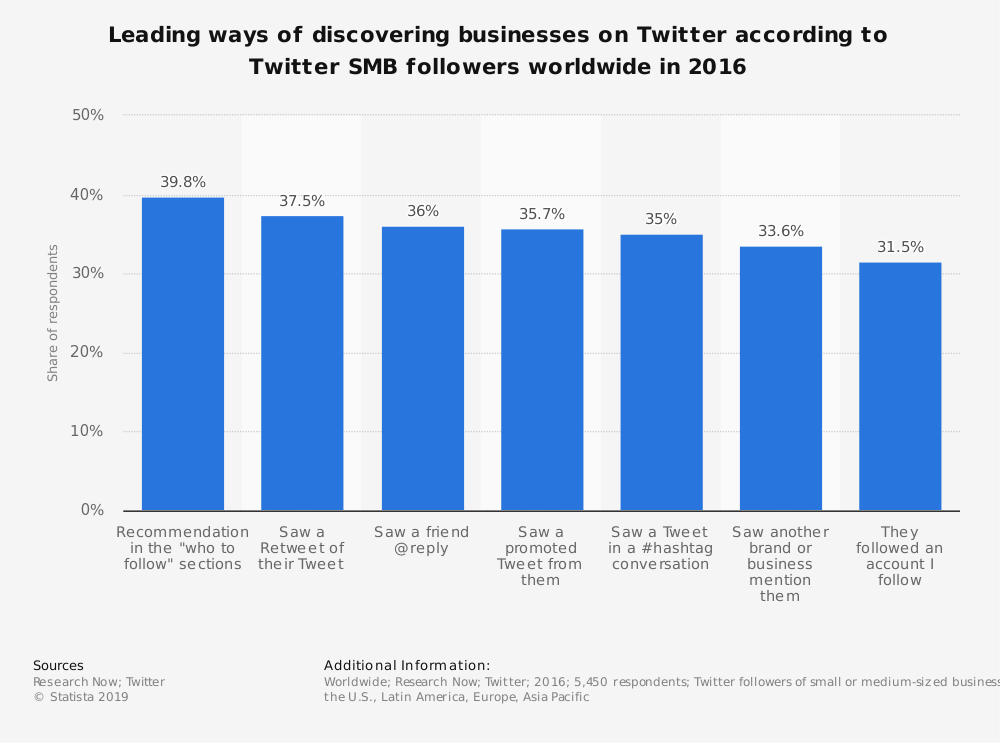 Leading ways of discovering businesses on Twitter according to
Twitter SMB followers worldwide in 2016
50%
40%
30%
20%
10%
0%
Share of respondents
39.8%
37.5%
36%
35.7%
35%
33.6%
31.5%
Recommendation
in the "who to
follow" sections
Saw a
Retweet of
their Tweet
Saw a friend
@reply
Saw a
promoted
Tweet from
them
Saw a Tweet
in a #hashtag
conversation
Saw another
brand or
business
mention
them
They
followed an
account I
follow
Sources
Research Now; Twitter
© Statista 2019
Additional Information:
Worldwide; Research Now; Twitter; 2016; 5,450 respondents; Twitter followers of small or medium-sized business
the U.S., Latin America, Europe, Asia Pacific